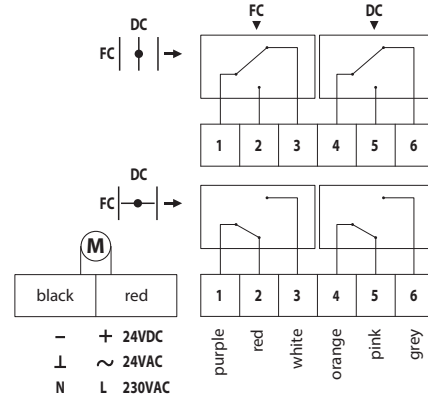 FC DC
DC
FC
1 2 3 4 5 6
DC
FC
M
black red
1 2 3 4 5 6
purple red white orange pink grey
– + 24VDC
⊥ ~ 24VAC
N L 230VAC